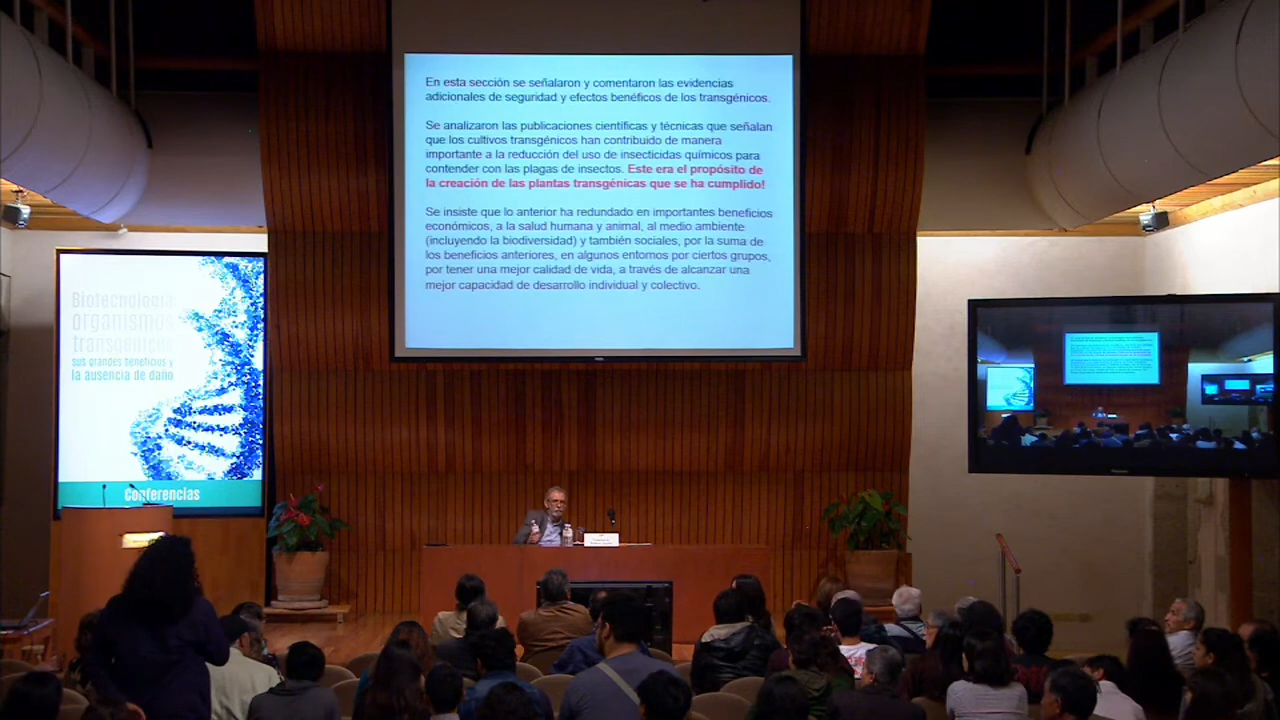 En esta sección se señalaron y comentaron las evidencias
adicionales de seguridad y efectos benéficos de los transgénicos.
Se analizaron las publicaciones científicas y técnicas que señalan
que los cultivos transgénicos han contribuido de manera
importante a la reducción del uso de insecticidas químicos para
contender con las plagas de insectos. Este era el propósito de
la creación de las plantas transgénicas que se ha cumplido!
Se insiste que lo anterior ha redundado en importantes beneficios
económicos, a la salud humana y animal, al medio ambiente
(incluyendo la biodiversidad) y también sociales, por la suma de
los beneficios anteriores, en algunos entornos por ciertos grupos,
por tener una mejor calidad de vida, a través de alcanzar una
mejor capacidad de desarrollo individual y colectivo.
Biotecnología
organismos
transgénicos
sus grandes beneficios y
la ausencia de daño
Conferencias